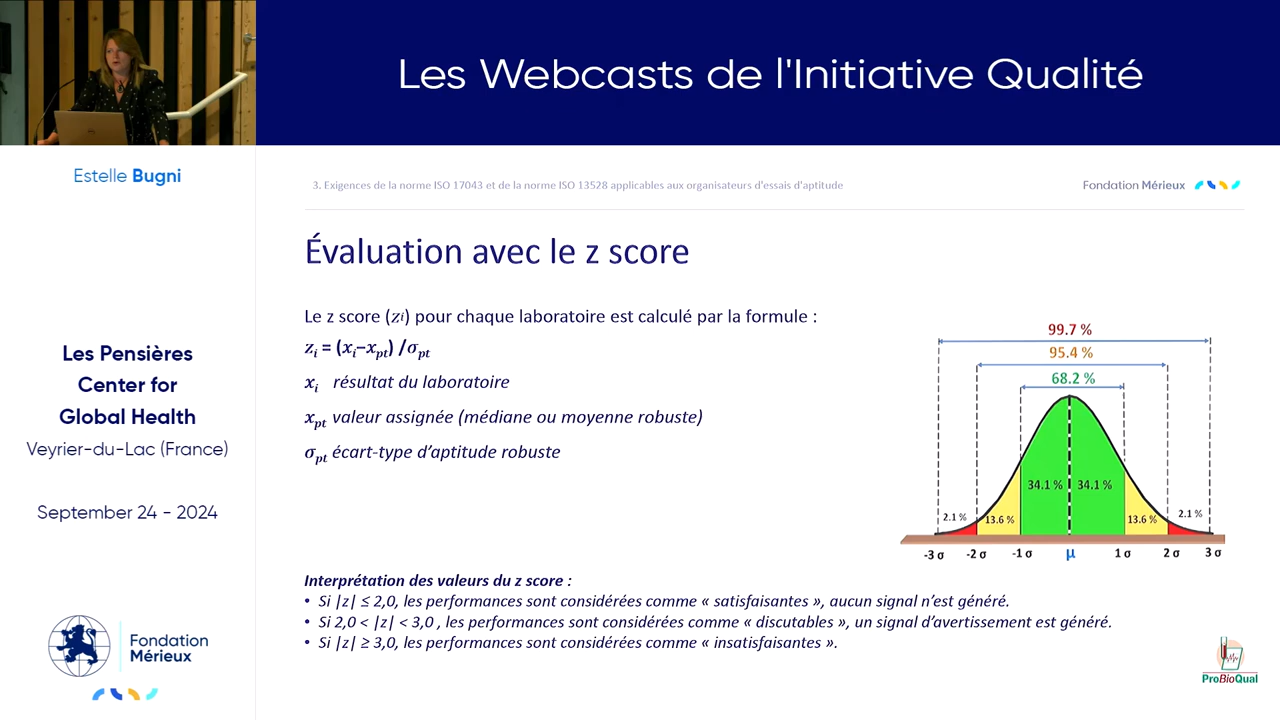 Les Webcasts de l'Initiative Qualité
Estelle Bugni
Les Pensières
Center for
Global Health
Veyrier-du-Lac (France)
September 24 - 2024
Fondation
Mérieux
3. Exigences de la norme ISO 17043 et de la norme ISO 13528 applicables aux organisateurs d'essais d'aptitude
Fondation Mérieux
Évaluation avec le z score
Le z score (zi) pour chaque laboratoire est calculé par la formule :
zi = (xi–xpt) /σpt
xi résultat du laboratoire
xpt valeur assignée (médiane ou moyenne robuste)
σpt écart-type d’aptitude robuste
99.7 %
95.4 %
68.2 %
34.1 % 34.1 %
2.1 % 13.6 % 13.6 % 2.1 %
-3 σ -2 σ -1 σ μ 1 σ 2 σ 3 σ
Interprétation des valeurs du z score :
• Si |z| ≤ 2,0, les performances sont considérées comme « satisfaisantes », aucun signal n’est généré.
• Si 2,0 < |z| < 3,0 , les performances sont considérées comme « discutables », un signal d’avertissement est généré.
• Si |z| ≥ 3,0, les performances sont considérées comme « insatisfaisantes ».
ProBioQual